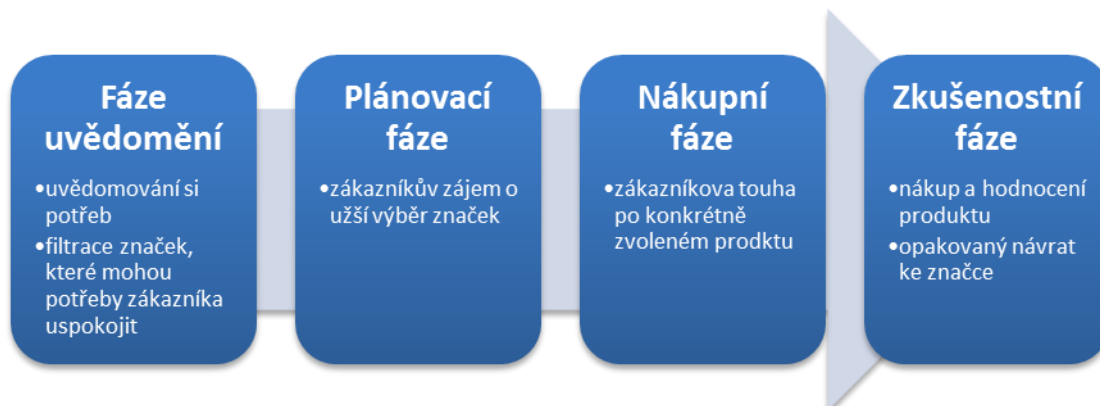 Fáze
uvědomění
•uvědomování si
potřeb
•filtrace značek,
které mohou
potřeby zákazníka
uspokojit
Plánovací
fáze
•zákazníkův zájem o
užší výběr značek
Nákupní
fáze
•zákazníkova touha
po konkrétně
zvoleném prodktu
Zkušenostní
fáze
•nákup a hodnocení
produktu
•opakovaný návrat
ke značce